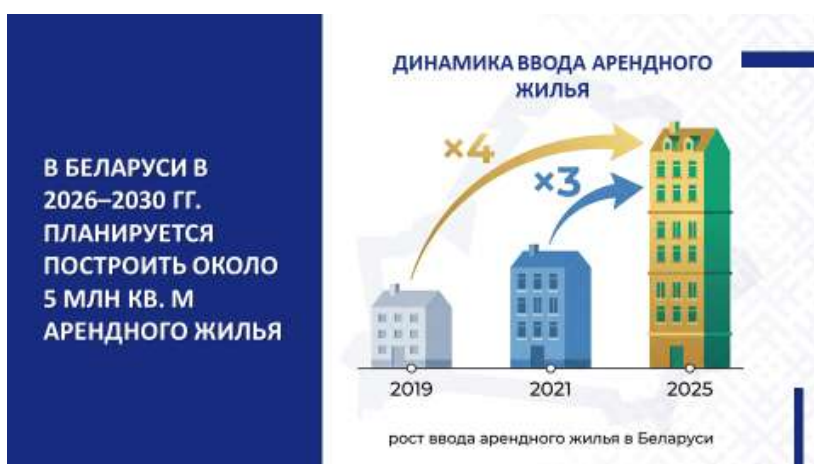 В БЕЛАРУСИ В
2026–2030 ГГ.
ПЛАНИРУЕТСЯ
ПОСТРОИТЬ ОКОЛО
5 МЛН КВ. М
АРЕНДНОГО ЖИЛЬЯ
ДИНАМИКА ВВОДА АРЕНДНОГО
ЖИЛЬЯ
×4
×3
2019 2021 2025
рост ввода арендного жилья в Беларуси